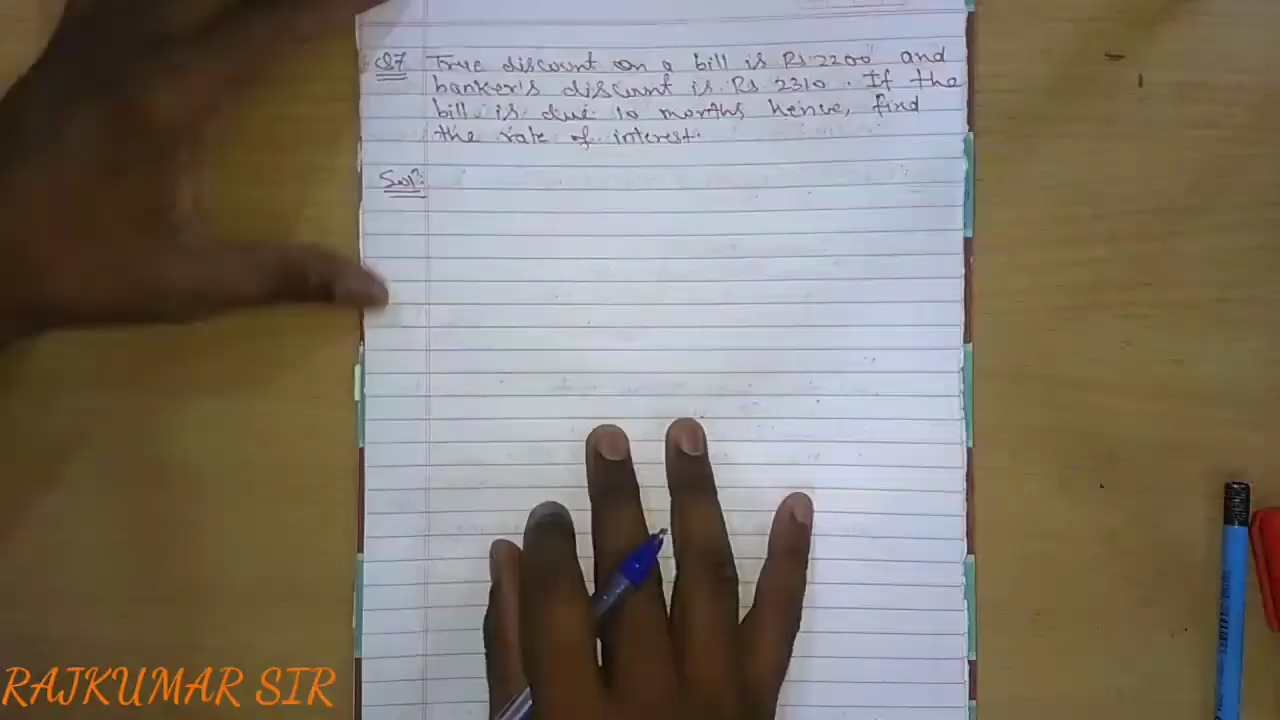 Q7 True discount on a bill is Rs 2200 and
banker's discount is Rs 2310. If the
bill is due 10 months hence, find
the rate of interest.
Soln:
RAJKUMAR SIR